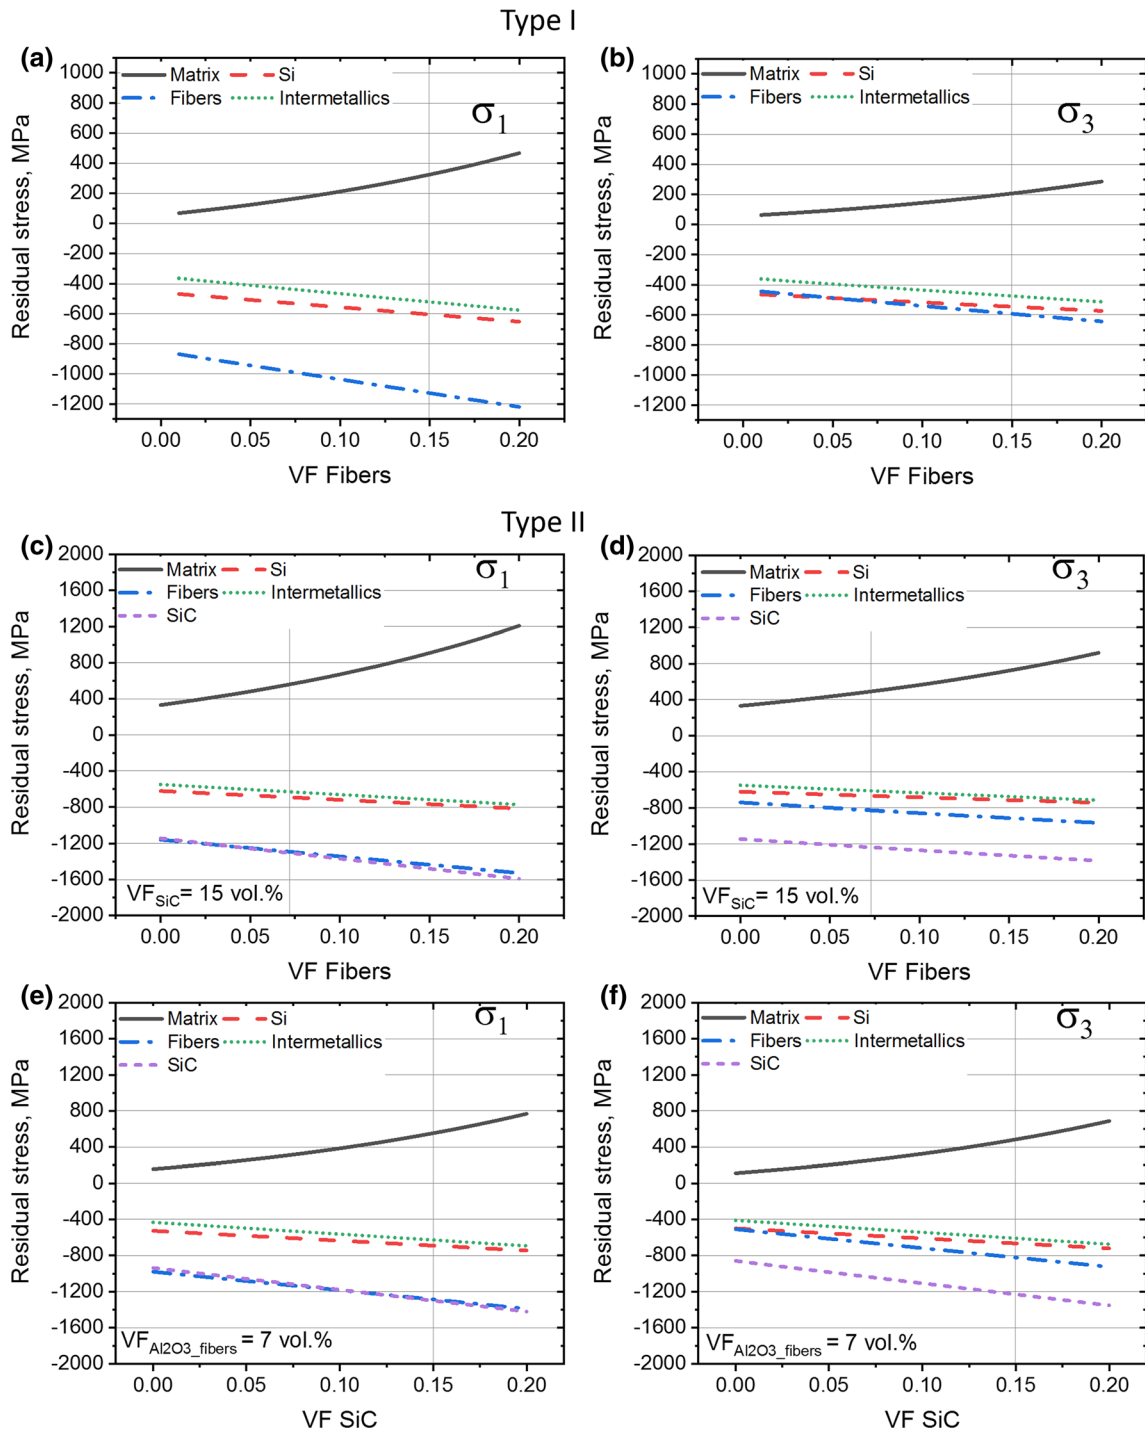 Type I
(a)
1000
800
600
400
200
0
-200
-400
-600
-800
-1000
-1200
Residual stress, MPa
Matrix Si
Fibers Intermetallics
σ1
0.00 0.05 0.10 0.15 0.20
VF Fibers
(b)
1000
800
600
400
200
0
-200
-400
-600
-800
-1000
-1200
Residual stress, MPa
Matrix Si
Fibers Intermetallics
σ3
0.00 0.05 0.10 0.15 0.20
VF Fibers
Type II
(c)
2000
1600
1200
800
400
0
-400
-800
-1200
-1600
-2000
Residual stress, MPa
Matrix Si
Fibers Intermetallics
SiC
σ1
VFSiC= 15 vol.%
0.00 0.05 0.10 0.15 0.20
VF Fibers
(d)
2000
1600
1200
800
400
0
-400
-800
-1200
-1600
-2000
Residual stress, MPa
Matrix Si
Fibers Intermetallics
SiC
σ3
VFSiC= 15 vol.%
0.00 0.05 0.10 0.15 0.20
VF Fibers
(e)
2000
1600
1200
800
400
0
-400
-800
-1200
-1600
-2000
Residual stress, MPa
Matrix Si
Fibers Intermetallics
SiC
σ1
VFAl2O3_fibers = 7 vol.%
0.00 0.05 0.10 0.15 0.20
VF SiC
(f)
2000
1600
1200
800
400
0
-400
-800
-1200
-1600
-2000
Residual stress, MPa
Matrix Si
Fibers Intermetallics
SiC
σ3
VFAl2O3_fibers = 7 vol.%
0.00 0.05 0.10 0.15 0.20
VF SiC